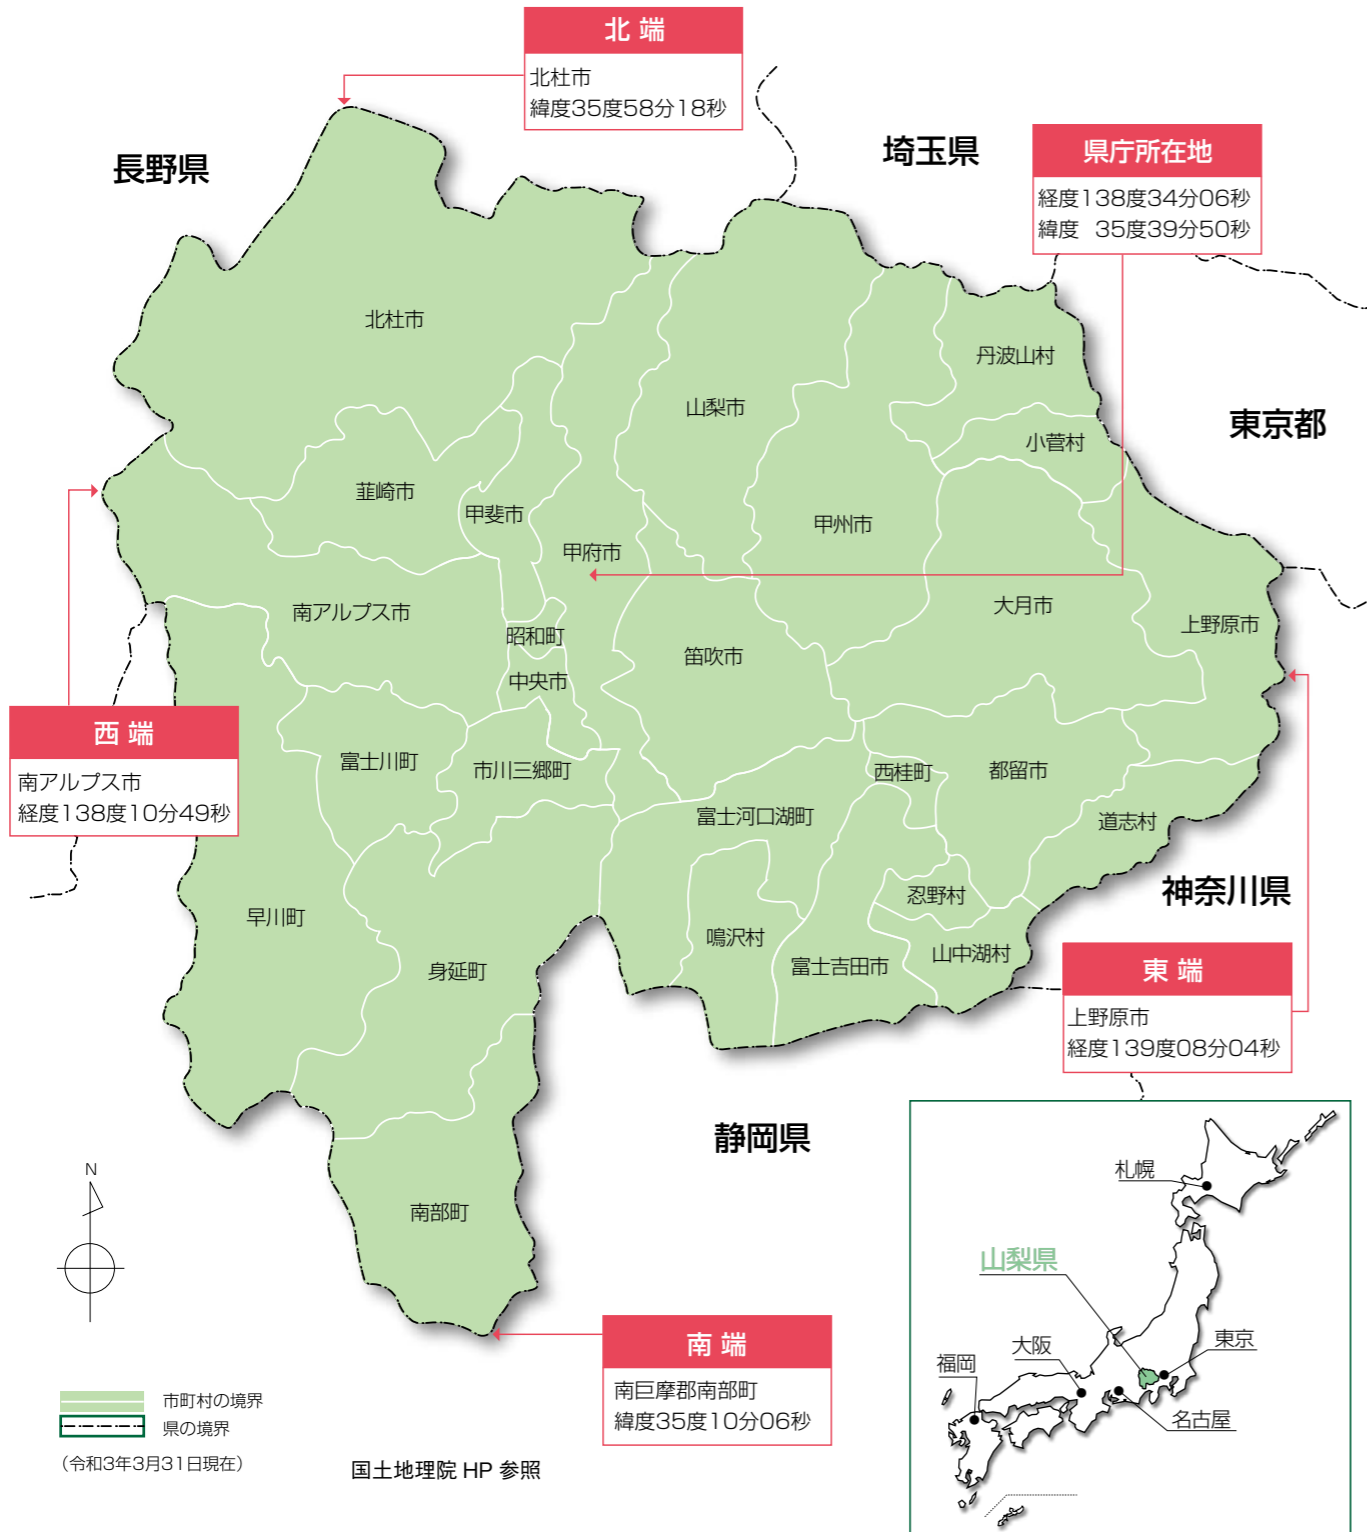 北 端
北杜市
緯度35度58分18秒
長野県
埼玉県
県庁所在地
経度138度34分06秒
緯度 35度39分50秒
北杜市
丹波山村
山梨市
小菅村
東京都
韮崎市
甲斐市
甲州市
甲府市
南アルプス市
大月市
上野原市
昭和町
笛吹市
中央市
西 端
南アルプス市
経度138度10分49秒
富士川町
市川三郷町
西桂町
都留市
富士河口湖町
道志村
神奈川県
忍野村
早川町
鳴沢村
山中湖村
富士吉田市
身延町
東 端
上野原市
経度139度08分04秒
静岡県
N
南部町
南 端
南巨摩郡南部町
緯度35度10分06秒
札幌
山梨県
東京
大阪
福岡
名古屋
市町村の境界
県の境界
(令和3年3月31日現在)
国土地理院 HP 参照